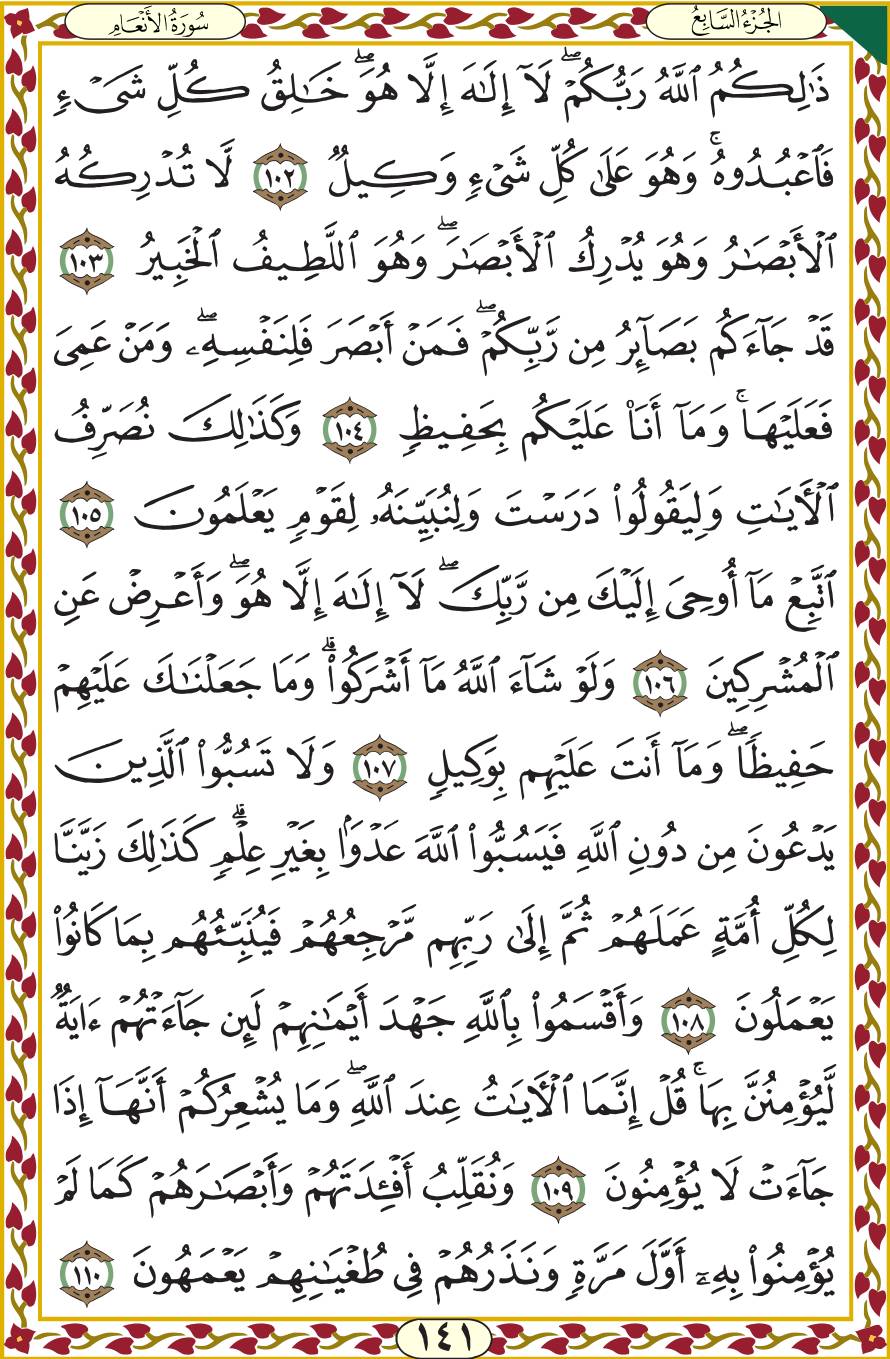 الجُزْءُ السَّابِعُ
سُورَةُ الأَنْعَامِ
ذَٰلِكُمُ ٱللَّهُ رَبُّكُمْۖ لَآ إِلَٰهَ إِلَّا هُوَۖ خَٰلِقُ كُلِّ شَىْءٍ
فَٱعْبُدُوهُۚ وَهُوَ عَلَىٰ كُلِّ شَىْءٍ وَكِيلٌ ١٠٢ لَّا تُدْرِكُهُ
ٱلْأَبْصَٰرُ وَهُوَ يُدْرِكُ ٱلْأَبْصَٰرَۖ وَهُوَ ٱللَّطِيفُ ٱلْخَبِيرُ ١٠٣
قَدْ جَآءَكُم بَصَآئِرُ مِن رَّبِّكُمْۖ فَمَنْ أَبْصَرَ فَلِنَفْسِهِۦۖ وَمَنْ عَمِىَ
فَعَلَيْهَاۚ وَمَآ أَنَا۠ عَلَيْكُم بِحَفِيظٍ ١٠٤ وَكَذَٰلِكَ نُصَرِّفُ
ٱلْأَيَٰتِ وَلِيَقُولُوا۟ دَرَسْتَ وَلِنُبَيِّنَهُۥ لِقَوْمٍ يَعْلَمُونَ ١٠٥
ٱتَّبِعْ مَآ أُوحِىَ إِلَيْكَ مِن رَّبِّكَۖ لَآ إِلَٰهَ إِلَّا هُوَۖ وَأَعْرِضْ عَنِ
ٱلْمُشْرِكِينَ ١٠٦ وَلَوْ شَآءَ ٱللَّهُ مَآ أَشْرَكُوا۟ۗ وَمَا جَعَلْنَٰكَ عَلَيْهِمْ
حَفِيظًاۖ وَمَآ أَنتَ عَلَيْهِم بِوَكِيلٍ ١٠٧ وَلَا تَسُبُّوا۟ ٱلَّذِينَ
يَدْعُونَ مِن دُونِ ٱللَّهِ فَيَسُبُّوا۟ ٱللَّهَ عَدْوًۢا بِغَيْرِ عِلْمٍۗ كَذَٰلِكَ زَيَّنَّا
لِكُلِّ أُمَّةٍ عَمَلَهُمْ ثُمَّ إِلَىٰ رَبِّهِم مَّرْجِعُهُمْ فَيُنَبِّئُهُم بِمَا كَانُوا۟
يَعْمَلُونَ ١٠٨ وَأَقْسَمُوا۟ بِٱللَّهِ جَهْدَ أَيْمَٰنِهِمْ لَئِن جَآءَتْهُمْ ءَايَةٌ
لَّيُؤْمِنُنَّ بِهَاۚ قُلْ إِنَّمَا ٱلْأَيَٰتُ عِندَ ٱللَّهِۖ وَمَا يُشْعِرُكُمْ أَنَّهَآ إِذَا
جَآءَتْ لَا يُؤْمِنُونَ ١٠٩ وَنُقَلِّبُ أَفْئِدَتَهُمْ وَأَبْصَٰرَهُمْ كَمَا لَمْ
يُؤْمِنُوا۟ بِهِۦٓ أَوَّلَ مَرَّةٍ وَنَذَرُهُمْ فِى طُغْيَٰنِهِمْ يَعْمَهُونَ ١١٠
١٤١